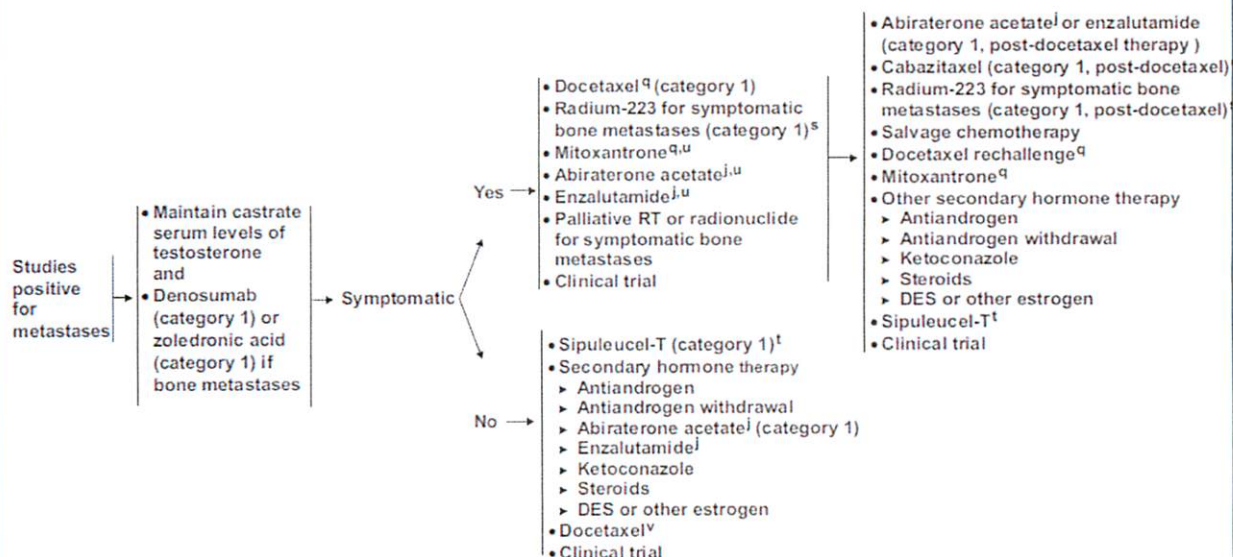 Studies
positive
for
metastases
• Maintain castrate
serum levels of
testosterone
and
• Denosumab
(category 1) or
zoledronic acid
(category 1) if
bone metastases
Symptomatic
Yes
• Docetaxel q (category 1)
• Radium-223 for symptomatic
bone metastases (category 1) s
• Mitoxantrone q,u
• Abiraterone acetate j,u
• Enzalutamide j,u
• Palliative RT or radionuclide
for symptomatic bone
metastases
• Clinical trial
No
• Sipuleucel-T (category 1) t
• Secondary hormone therapy
➤ Antiandrogen
➤ Antiandrogen withdrawal
➤ Abiraterone acetate j (category 1)
➤ Enzalutamide j
➤ Ketoconazole
➤ Steroids
➤ DES or other estrogen
• Docetaxel v
• Clinical trial
• Abiraterone acetate j or enzalutamide
(category 1, post-docetaxel therapy )
• Cabazitaxel (category 1, post-docetaxel)
• Radium-223 for symptomatic bone
metastases (category 1, post-docetaxel)
• Salvage chemotherapy
• Docetaxel rechallenge q
• Mitoxantrone q
• Other secondary hormone therapy
➤ Antiandrogen
➤ Antiandrogen withdrawal
➤ Ketoconazole
➤ Steroids
➤ DES or other estrogen
• Sipuleucel-T t
• Clinical trial